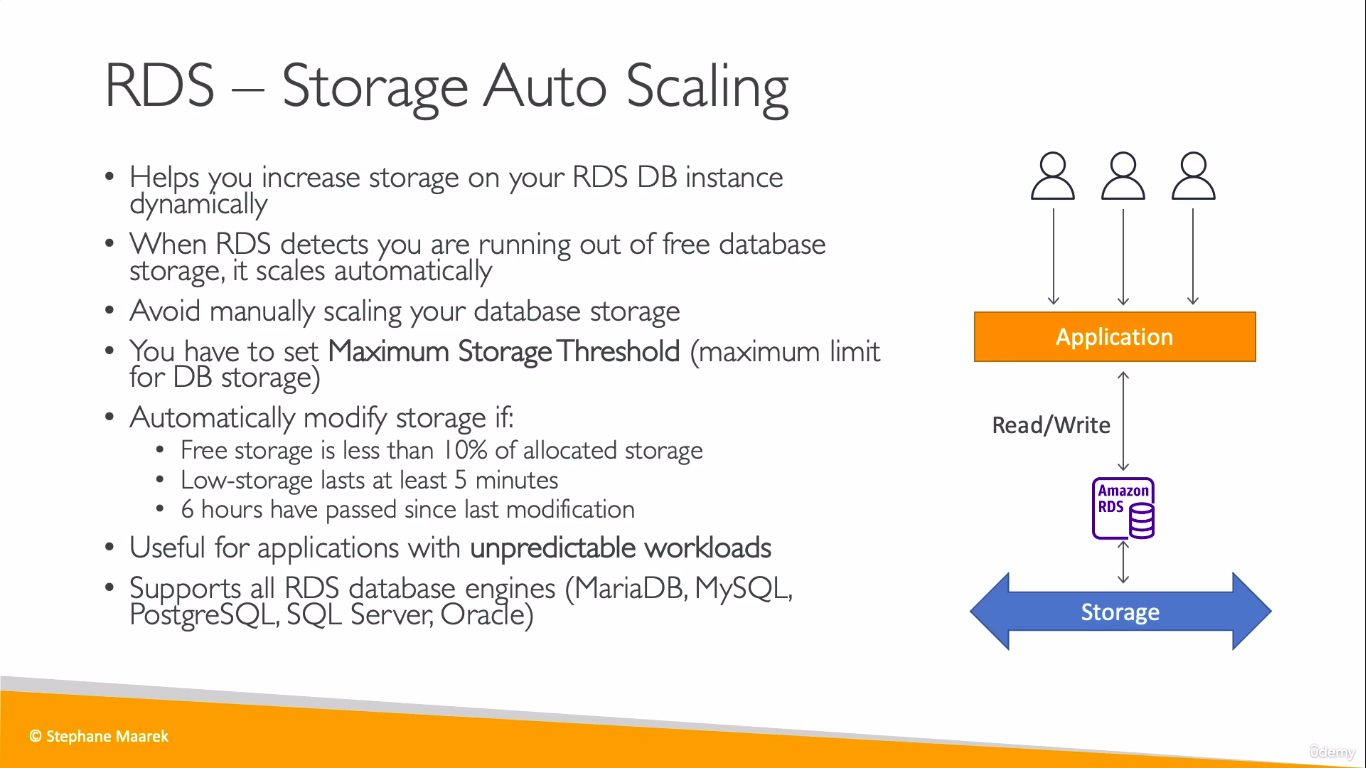 RDS – Storage Auto Scaling
• Helps you increase storage on your RDS DB instance
dynamically
• When RDS detects you are running out of free database
storage, it scales automatically
• Avoid manually scaling your database storage
• You have to set Maximum Storage Threshold (maximum limit
for DB storage)
• Automatically modify storage if:
• Free storage is less than 10% of allocated storage
• Low-storage lasts at least 5 minutes
• 6 hours have passed since last modification
• Useful for applications with unpredictable workloads
• Supports all RDS database engines (MariaDB, MySQL,
PostgreSQL, SQL Server, Oracle)
Application
Read/Write
Amazon
RDS
Storage
© Stephane Maarek
ûdemy